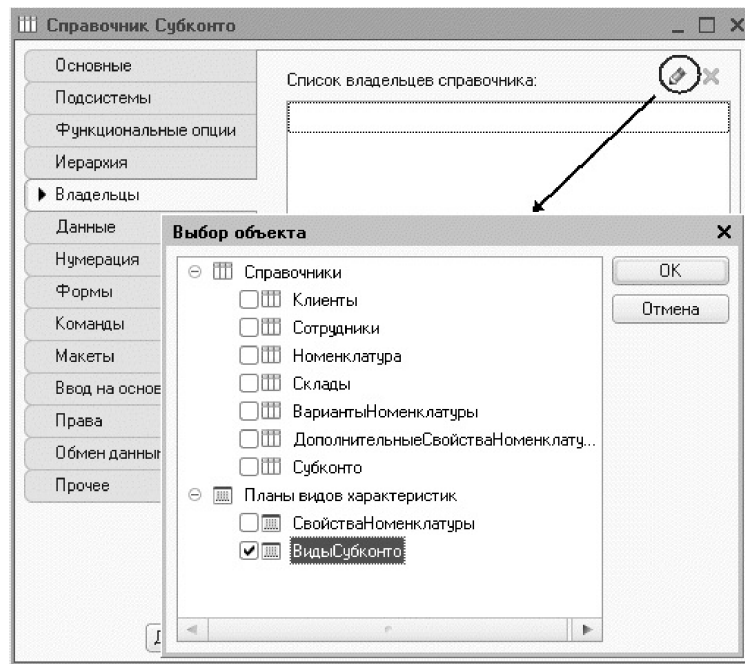 Справочник Субконто
Основные
Подсистемы
Функциональные опции
Иерархия
Владельцы
Данные
Нумерация
Формы
Команды
Макеты
Ввод на основе
Права
Обмен данным
Прочее
Список владельцев справочника:
Выбор объекта
Справочники
Клиенты
Сотрудники
Номенклатура
Склады
ВариантыНоменклатуры
ДополнительныеСвойстваНоменклату...
Субконто
Планы видов характеристик
СвойстваНоменклатуры
ВидыСубконто
OK
Отмена